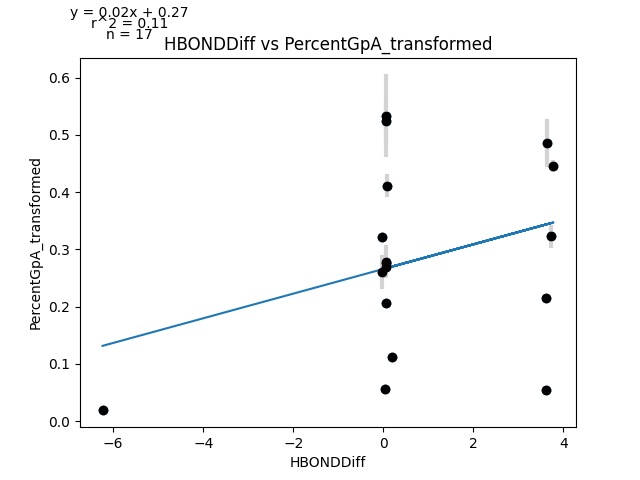 y = 0.02x + 0.27
r^2 = 0.11
n = 17
HBONDDiff vs PercentGpA_transformed
PercentGpA_transformed
0.6
0.5
0.4
0.3
0.2
0.1
0.0
−6
−4
−2
0
2
4
HBONDDiff